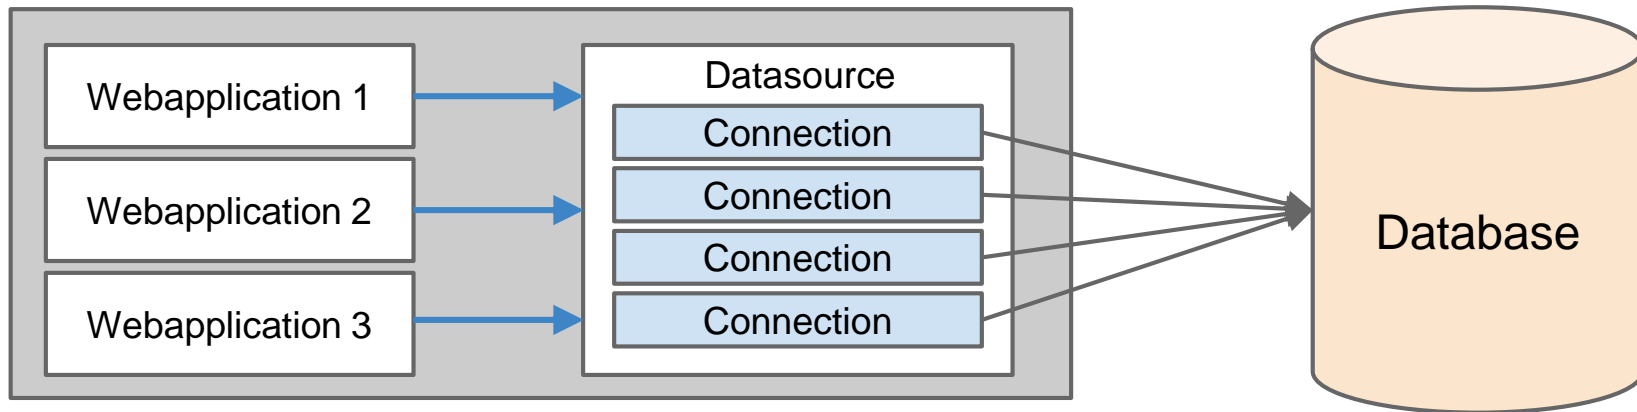 Webapplication 1
Webapplication 2
Webapplication 3
Datasource
Connection
Connection
Connection
Connection
Database